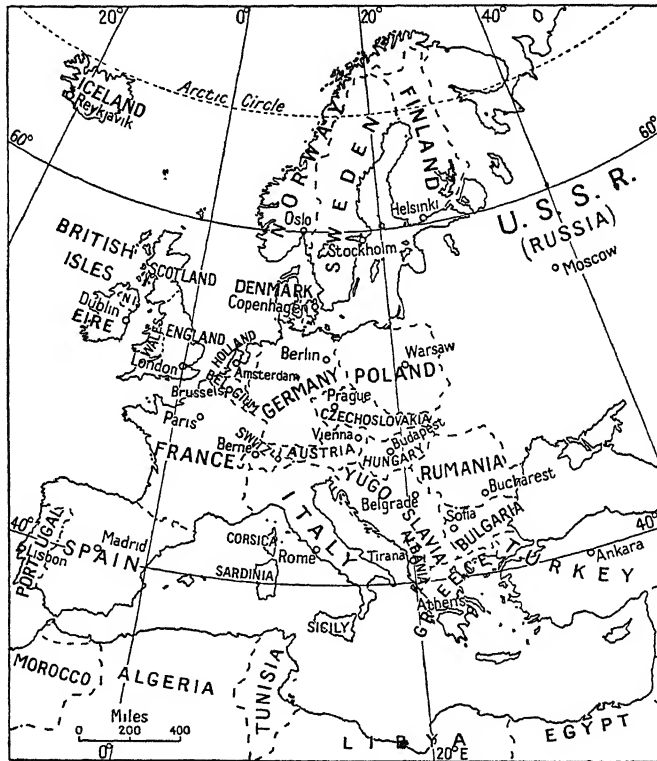 20°
0°
20°
40°
Arctic Circle
ICELAND
Reykjavik
60°
60°
NORWAY
SWEDEN
FINLAND
Oslo
Helsinki
Stockholm
U.S.S.R.
(RUSSIA)
Moscow
BRITISH
ISLES
SCOTLAND
N.I.
Dublin
EIRE
WALES
ENGLAND
London
DENMARK
Copenhagen
HOLLAND
Amsterdam
BELGIUM
Brussels
Berlin
GERMANY
POLAND
Warsaw
Prague
CZECHOSLOVAKIA
Paris
FRANCE
SWITZ
Berne
Vienna
AUSTRIA
Budapest
HUNGARY
RUMANIA
Bucharest
YUGO SLAVIA
Belgrade
Sofia
BULGARIA
ITALY
CORSICA
Rome
SARDINIA
SICILY
Tirana
ALBANIA
GREECE
Athens
TURKEY
Ankara
40°
40°
PORTUGAL
Lisbon
SPAIN
Madrid
MOROCCO
ALGERIA
TUNISIA
LIBYA
EGYPT
Miles
0 200 400
0°
20°E